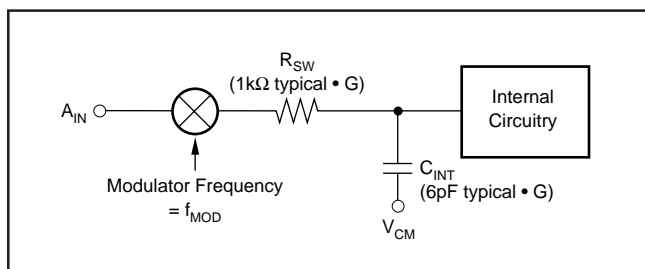 R_SW
(1kΩ typical • G)
A_IN
Internal
Circuitry
Modulator Frequency
= f_MOD
C_INT
(6pF typical • G)
V_CM